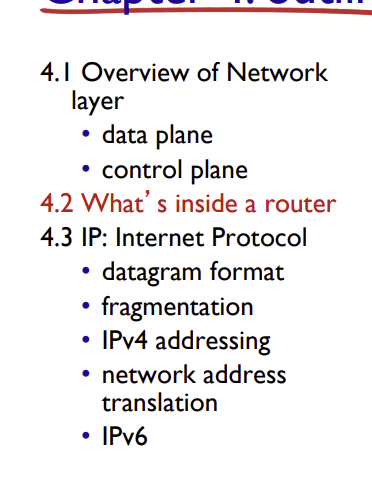 4.1 Overview of Network
layer
• data plane
• control plane
4.2 What's inside a router
4.3 IP: Internet Protocol
• datagram format
• fragmentation
• IPv4 addressing
• network address
translation
• IPv6